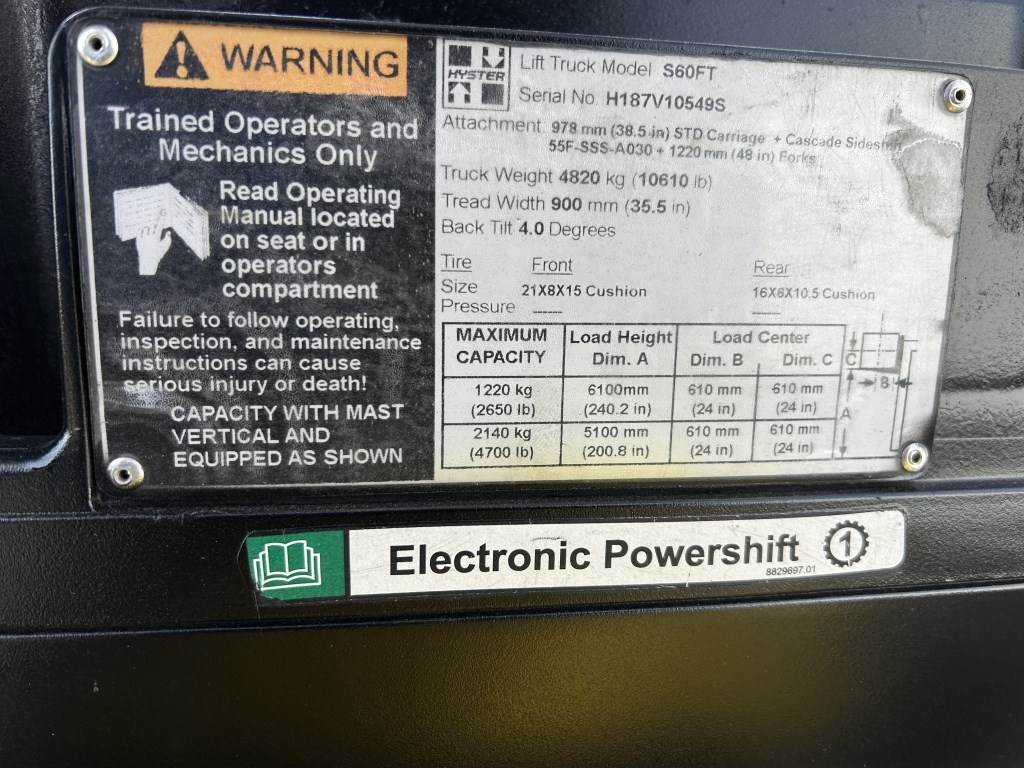 WARNING
Trained Operators and
Mechanics Only
Read Operating
Manual located
on seat or in
operators
compartment
Failure to follow operating,
inspection, and maintenance
instructions can cause
serious injury or death!
CAPACITY WITH MAST
VERTICAL AND
EQUIPPED AS SHOWN
HYSTER
Lift Truck Model S60FT
Serial No. H187V10549S
Attachment 978 mm (38.5 in) STD Carriage + Cascade Sideshift
55F-SSS-A030 + 1220 mm (48 in) Forks
Truck Weight 4820 kg (10610 lb)
Tread Width 900 mm (35.5 in)
Back Tilt 4.0 Degrees
Tire Front Rear
Size 21X8X15 Cushion 16X6X10.5 Cushion
Pressure ------ ------
MAXIMUM CAPACITY Load Height Dim. A Load Center Dim. B Dim. C
1220 kg 6100mm 610 mm 610 mm
(2650 lb) (240.2 in) (24 in) (24 in)
2140 kg 5100 mm 610 mm 610 mm
(4700 lb) (200.8 in) (24 in) (24 in)
C
B
A
Electronic Powershift 1
8829697.01